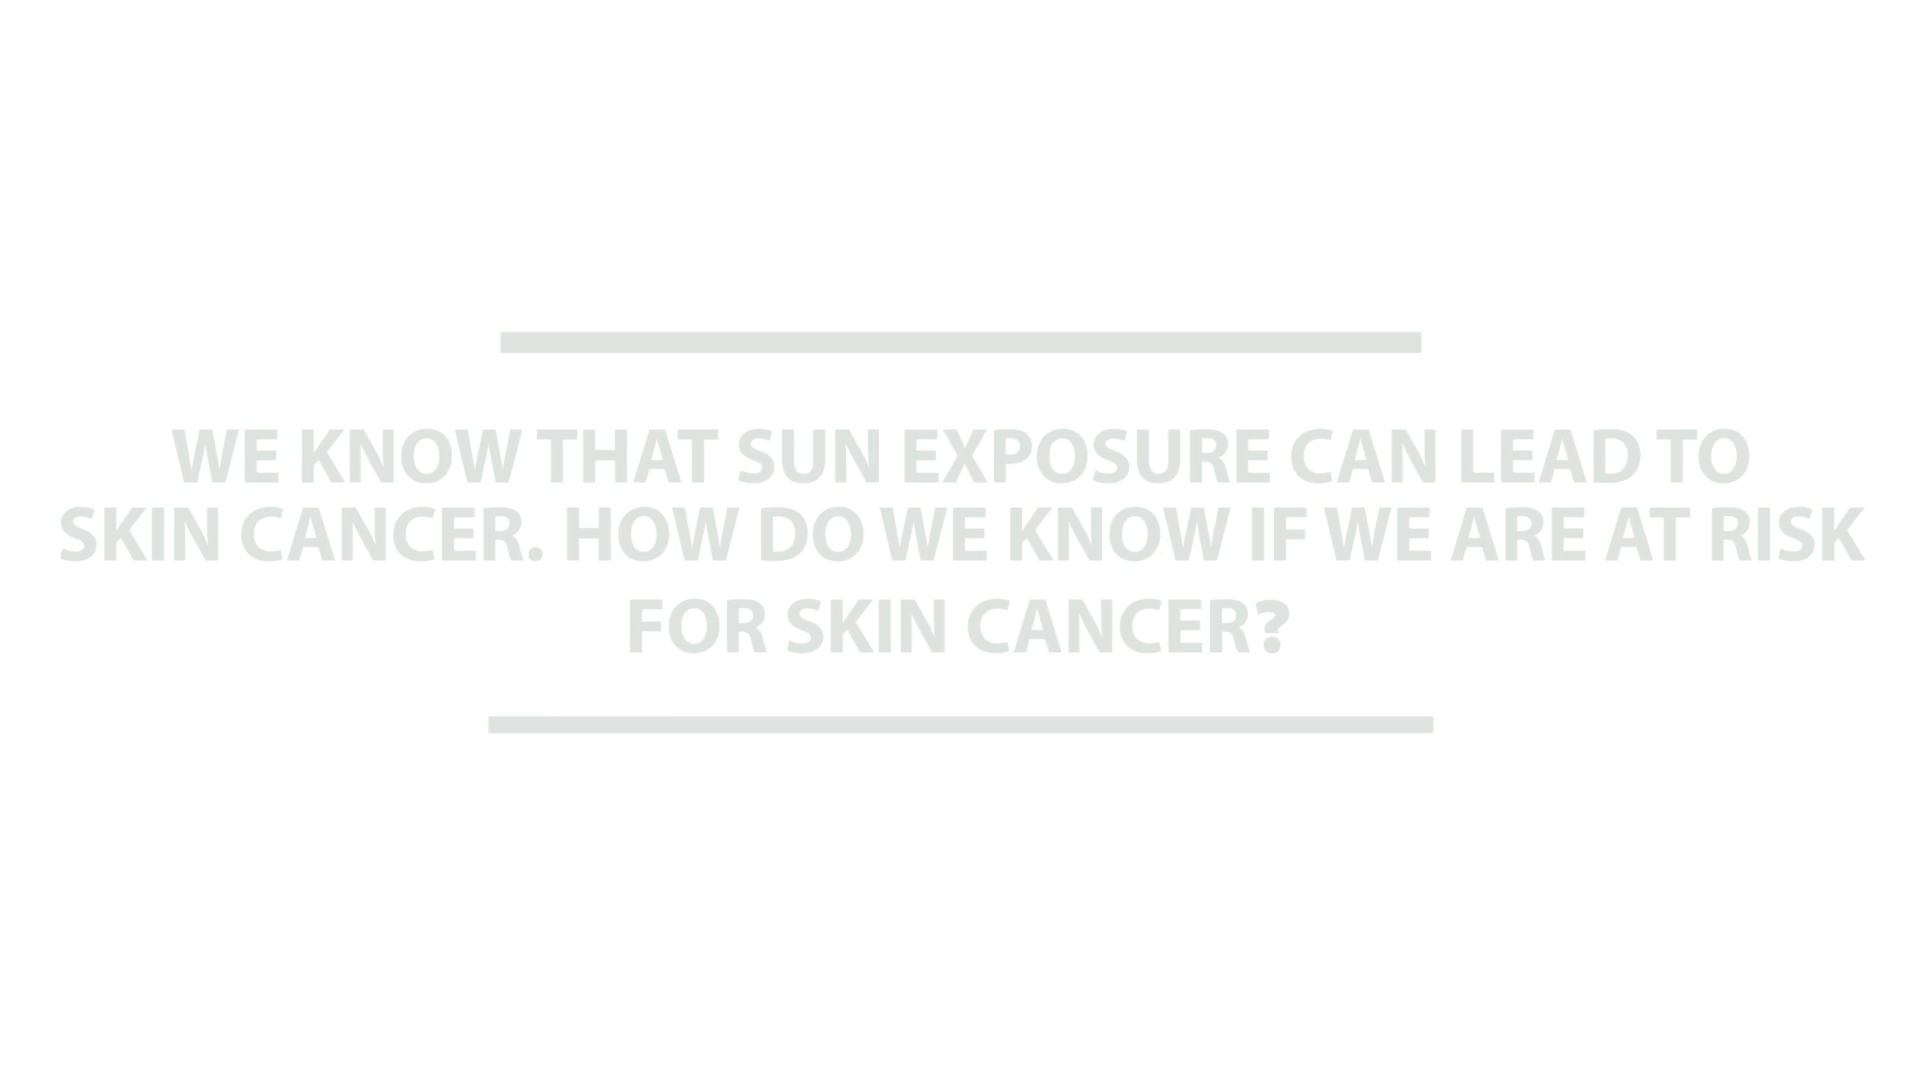 WE KNOW THAT SUN EXPOSURE CAN LEAD TO
SKIN CANCER. HOW DO WE KNOW IF WE ARE AT RISK
FOR SKIN CANCER?